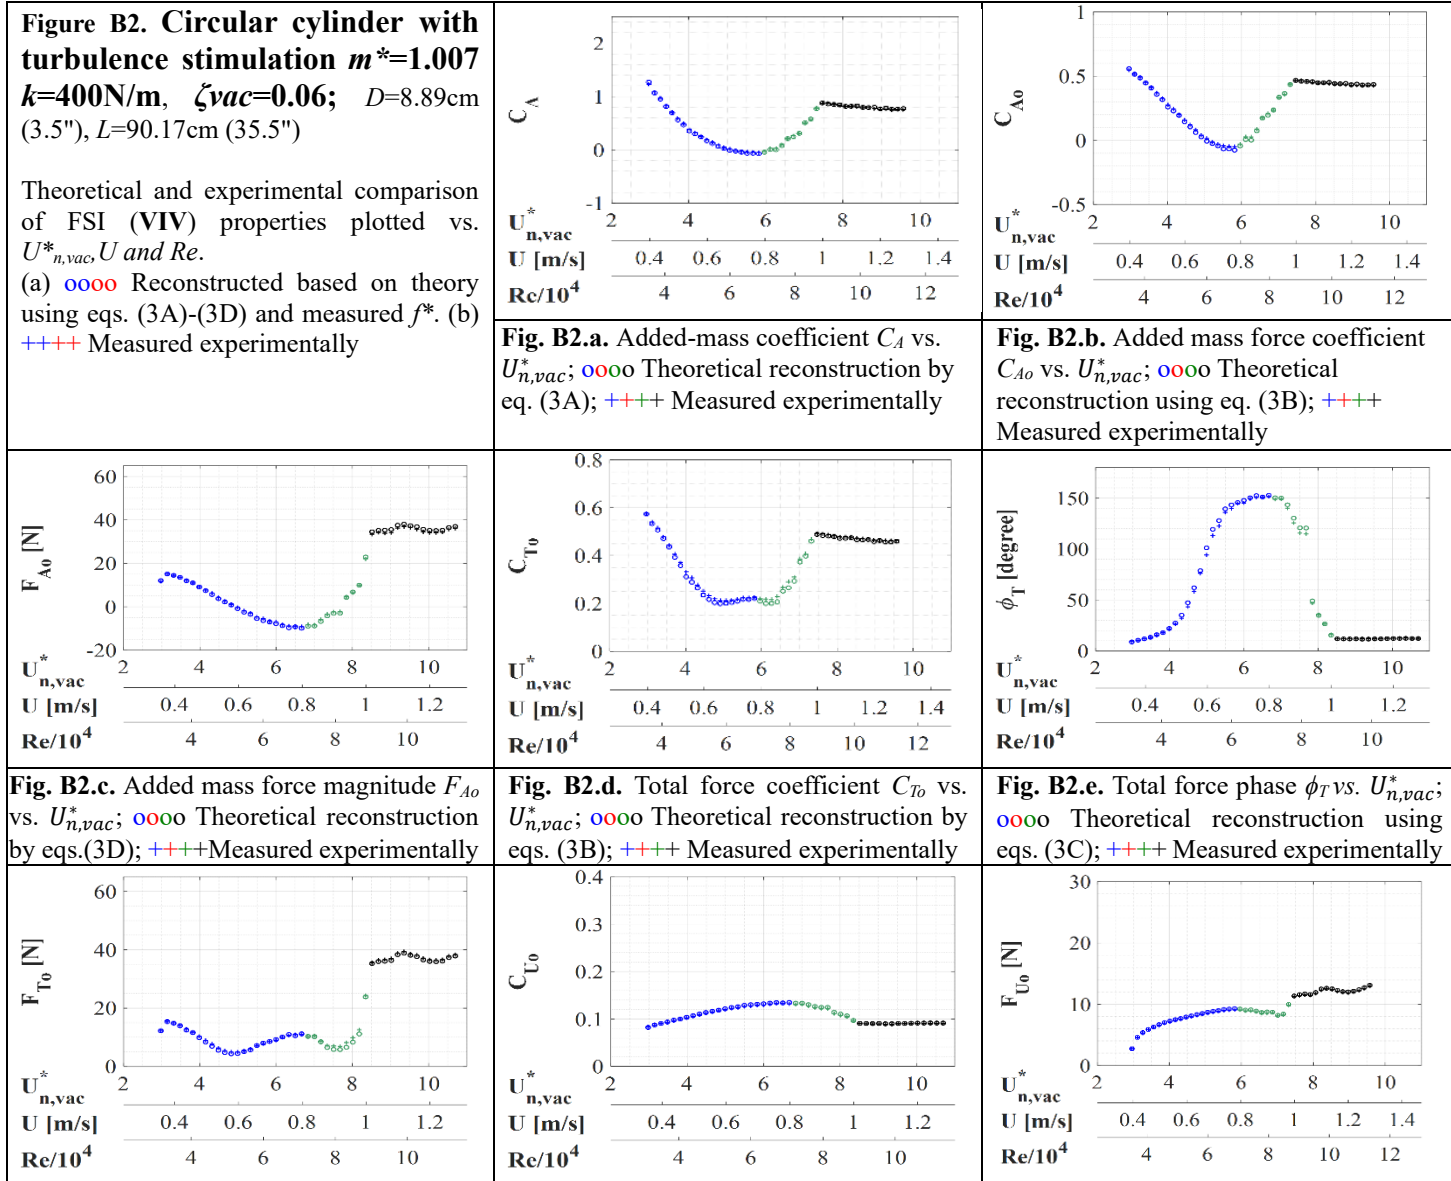 Figure B2. Circular cylinder with
turbulence stimulation m*=1.007
k=400N/m, ζvac=0.06; D=8.89cm
(3.5"), L=90.17cm (35.5")
Theoretical and experimental comparison
of FSI (VIV) properties plotted vs.
U*n,vac, U and Re.
(a) oooo Reconstructed based on theory
using eqs. (3A)-(3D) and measured f*. (b)
++++ Measured experimentally
2
1
0
-1
C_A
2 4 6 8 10
U*n,vac
0.4 0.6 0.8 1 1.2 1.4
U [m/s]
4 6 8 10 12
Re/10^4
Fig. B2.a. Added-mass coefficient C_A vs.
U*n,vac; oooo Theoretical reconstruction by
eq. (3A); ++++ Measured experimentally
1
0.5
0
-0.5
C_Ao
2 4 6 8 10
U*n,vac
0.4 0.6 0.8 1 1.2 1.4
U [m/s]
4 6 8 10 12
Re/10^4
Fig. B2.b. Added mass force coefficient
C_Ao vs. U*n,vac; oooo Theoretical
reconstruction using eq. (3B); ++++
Measured experimentally
60
40
20
0
-20
F_Ao [N]
2 4 6 8 10
U*n,vac
0.4 0.6 0.8 1 1.2
U [m/s]
4 6 8 10
Re/10^4
Fig. B2.c. Added mass force magnitude F_Ao
vs. U*n,vac; oooo Theoretical reconstruction
by eqs.(3D); ++++Measured experimentally
0.8
0.6
0.4
0.2
0
C_To
2 4 6 8 10
U*n,vac
0.4 0.6 0.8 1 1.2 1.4
U [m/s]
4 6 8 10 12
Re/10^4
Fig. B2.d. Total force coefficient C_To vs.
U*n,vac; oooo Theoretical reconstruction by
eqs. (3B); ++++ Measured experimentally
150
100
50
0
ϕ_T [degree]
2 4 6 8 10
U*n,vac
0.4 0.6 0.8 1 1.2
U [m/s]
4 6 8 10
Re/10^4
Fig. B2.e. Total force phase ϕ_T vs. U*n,vac;
oooo Theoretical reconstruction using
eqs. (3C); ++++ Measured experimentally
60
40
20
0
F_To [N]
2 4 6 8 10
U*n,vac
0.4 0.6 0.8 1 1.2
U [m/s]
4 6 8 10
Re/10^4
0.4
0.3
0.2
0.1
0
C_Uo
2 4 6 8 10
U*n,vac
0.4 0.6 0.8 1 1.2
U [m/s]
4 6 8 10
Re/10^4
30
20
10
0
F_Uo [N]
2 4 6 8 10
U*n,vac
0.4 0.6 0.8 1 1.2 1.4
U [m/s]
4 6 8 10 12
Re/10^4